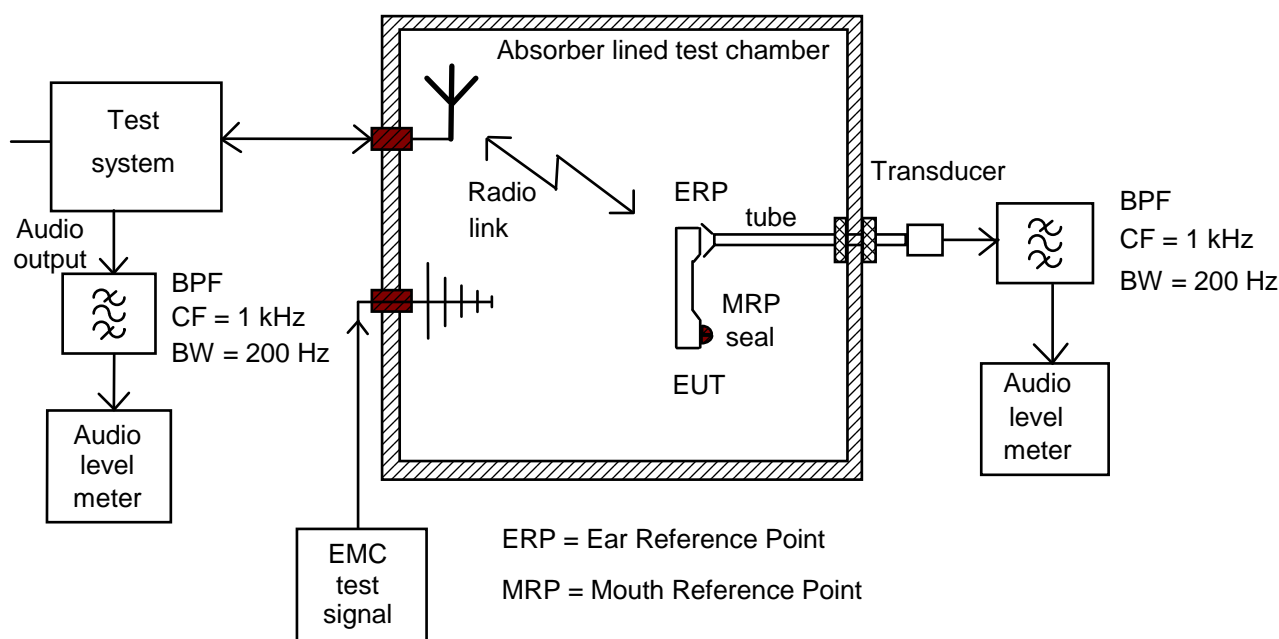 Absorber lined test chamber
Test
system
Radio
link
ERP
tube
Transducer
BPF
CF = 1 kHz
BW = 200 Hz
Audio
output
BPF
CF = 1 kHz
BW = 200 Hz
MRP
seal
EUT
Audio
level
meter
Audio
level
meter
EMC
test
signal
ERP = Ear Reference Point
MRP = Mouth Reference Point